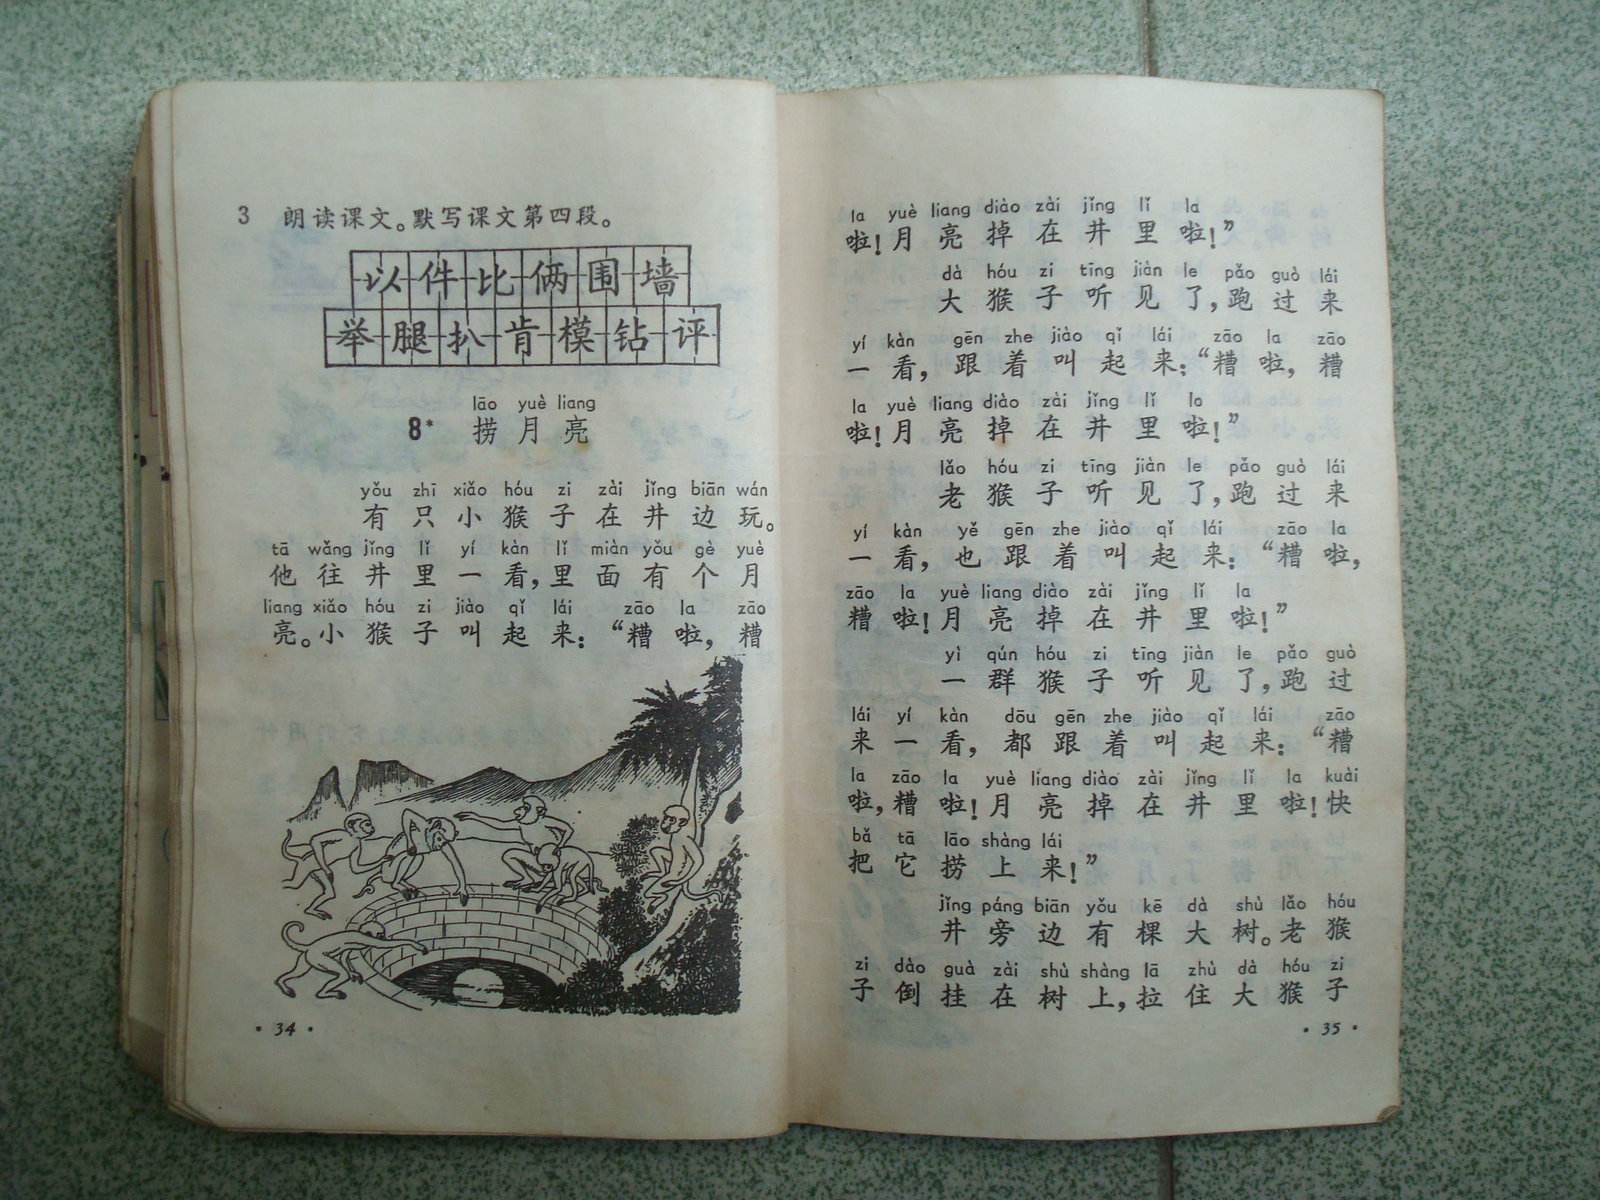 3 朗读课文。默写课文第四段。
以件比俩围墙
举腿扒肯模钻评
lāo yuè liang
8* 捞月亮
yǒu zhī xiǎo hóu zi zài jǐng biān wán
有只小猴子在井边玩。
tā wǎng jǐng lǐ yí kàn lǐ miàn yǒu gè yuè
他往井里一看,里面有个月
liang xiǎo hóu zi jiào qǐ lái zāo la zāo
亮。小猴子叫起来:“糟啦,糟
·34·
la yuè liang diào zài jǐng lǐ la
啦!月亮掉在井里啦!”
dà hóu zi tīng jiàn le pǎo guò lái
大猴子听见了,跑过来
yí kàn gēn zhe jiào qǐ lái zāo la zāo
一看,跟着叫起来:“糟啦,糟
la yuè liang diào zài jǐng lǐ la
啦!月亮掉在井里啦!”
lǎo hóu zi tīng jiàn le pǎo guò lái
老猴子听见了,跑过来
yí kàn yě gēn zhe jiào qǐ lái zāo la
一看,也跟着叫起来:“糟啦,
zāo la yuè liang diào zài jǐng lǐ la
糟啦!月亮掉在井里啦!”
yì qún hóu zi tīng jiàn le pǎo guò
一群猴子听见了,跑过
lái yí kàn dōu gēn zhe jiào qǐ lái zāo
来一看,都跟着叫起来:“糟
la zāo la yuè liang diào zài jǐng lǐ la kuài
啦,糟啦!月亮掉在井里啦!快
bǎ tā lāo shàng lái
把它捞上来!”
jǐng páng biān yǒu kē dà shù lǎo hóu
井旁边有棵大树。老猴
zi dào guà zài shù shàng lā zhù dà hóu zi
子倒挂在树上,拉住大猴子
·35·